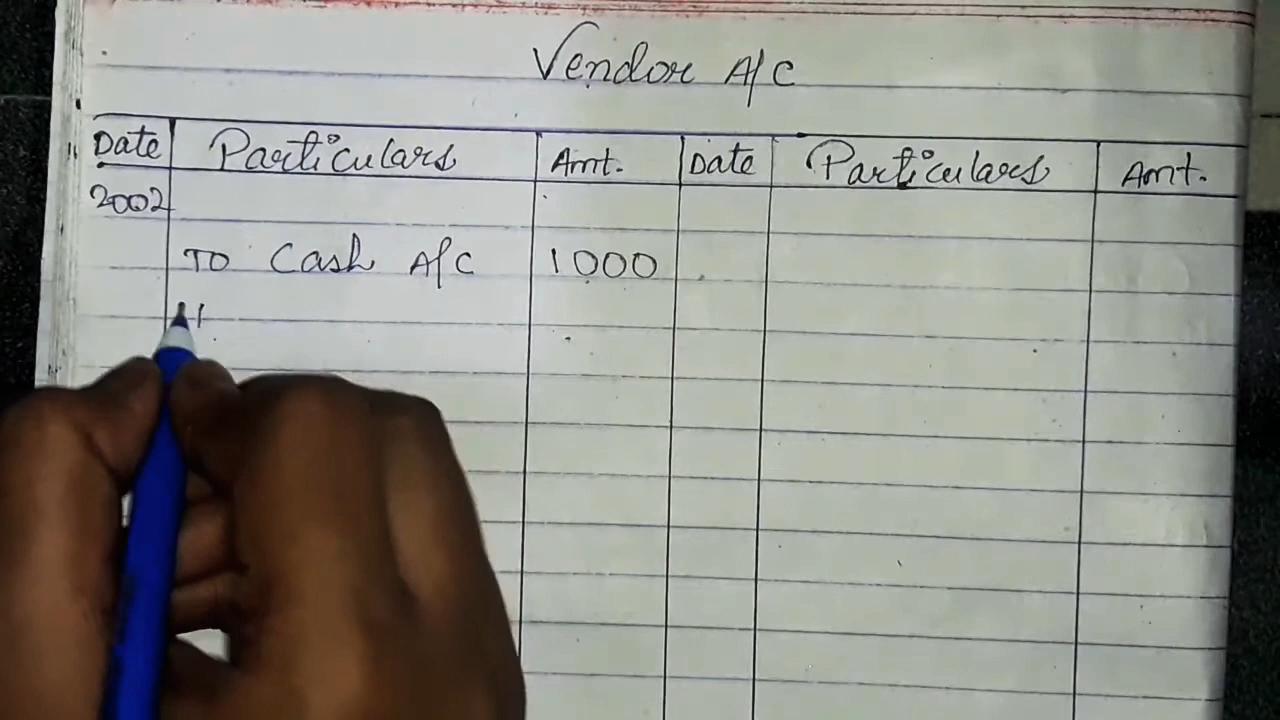 Vendor A/C
Date Particulars Amt. Date Particulars Amt.
2002
TO Cash A/C 1000
"